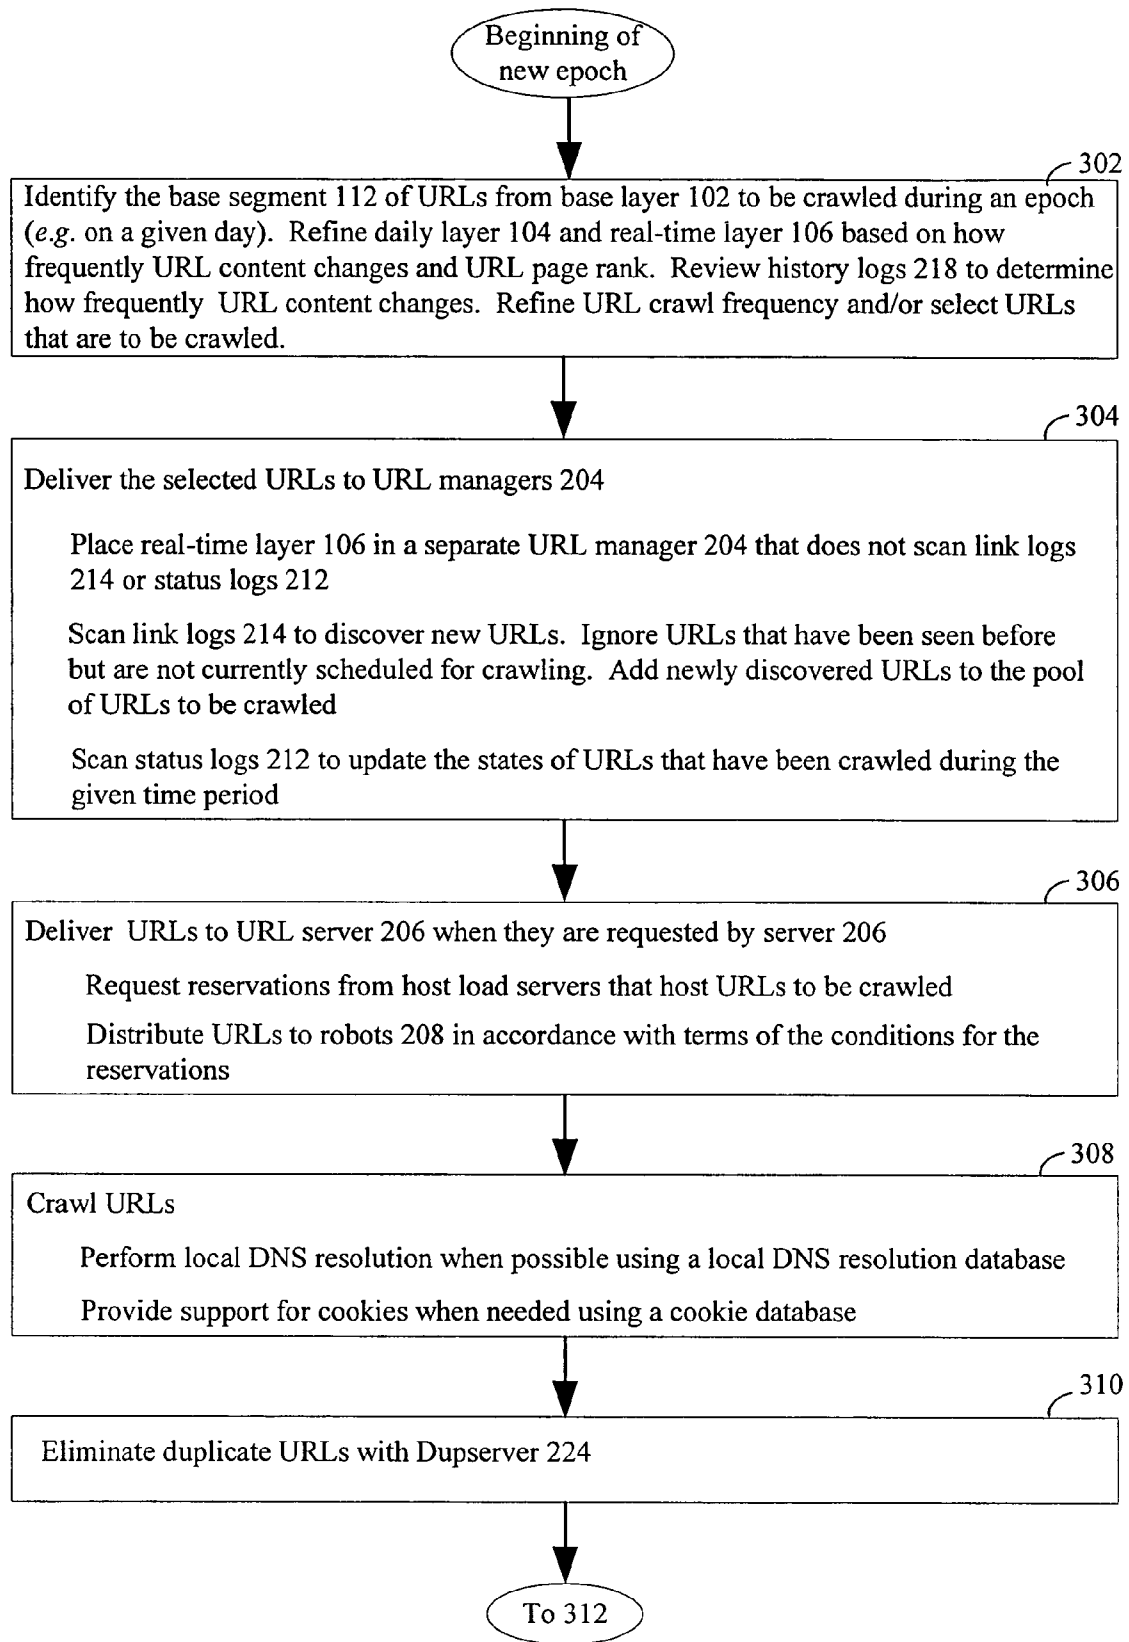 Beginning of
new epoch
302
Identify the base segment 112 of URLs from base layer 102 to be crawled during an epoch
(e.g. on a given day). Refine daily layer 104 and real-time layer 106 based on how
frequently URL content changes and URL page rank. Review history logs 218 to determine
how frequently URL content changes. Refine URL crawl frequency and/or select URLs
that are to be crawled.
304
Deliver the selected URLs to URL managers 204
Place real-time layer 106 in a separate URL manager 204 that does not scan link logs
214 or status logs 212
Scan link logs 214 to discover new URLs. Ignore URLs that have been seen before
but are not currently scheduled for crawling. Add newly discovered URLs to the pool
of URLs to be crawled
Scan status logs 212 to update the states of URLs that have been crawled during the
given time period
306
Deliver URLs to URL server 206 when they are requested by server 206
Request reservations from host load servers that host URLs to be crawled
Distribute URLs to robots 208 in accordance with terms of the conditions for the
reservations
308
Crawl URLs
Perform local DNS resolution when possible using a local DNS resolution database
Provide support for cookies when needed using a cookie database
310
Eliminate duplicate URLs with Dupserver 224
To 312